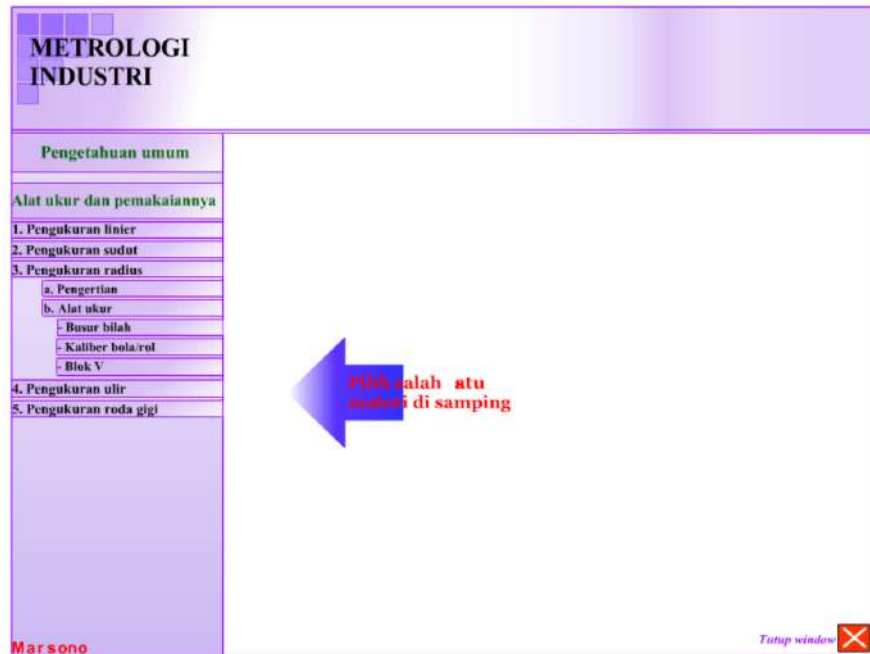 METROLOGI
INDUSTRI
Pengetahuan umum
Alat ukur dan pemakaiannya
1. Pengukuran linier
2. Pengukuran sudut
3. Pengukuran radius
a. Pengertian
b. Alat ukur
- Busur bilah
- Kaliber bola/rol
- Blok V
4. Pengukuran ulir
5. Pengukuran roda gigi
Pilih salah atu
materi di samping
Tutup window
Marsono